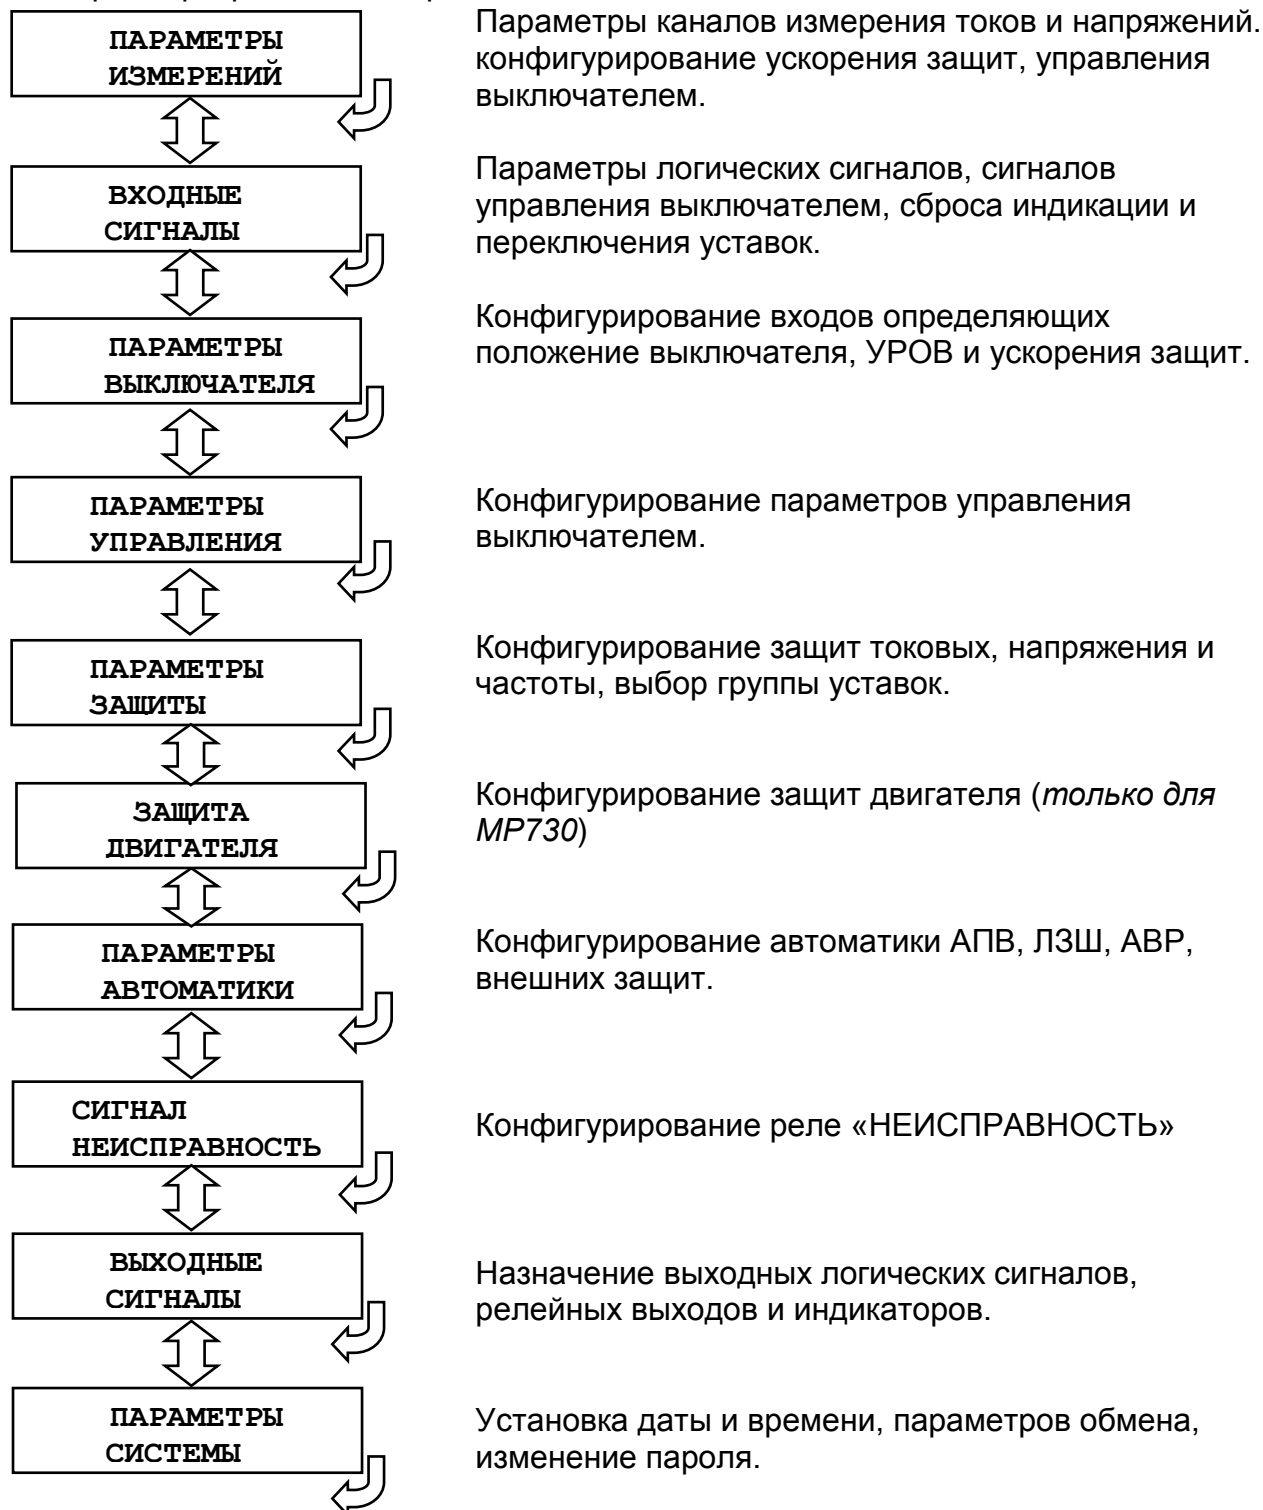 ПАРАМЕТРЫ
ИЗМЕРЕНИЙ
Параметры каналов измерения токов и напряжений.
конфигурирование ускорения защит, управления
выключателем.
ВХОДНЫЕ
СИГНАЛЫ
Параметры логических сигналов, сигналов
управления выключателем, сброса индикации и
переключения уставок.
ПАРАМЕТРЫ
ВЫКЛЮЧАТЕЛЯ
Конфигурирование входов определяющих
положение выключателя, УРОВ и ускорения защит.
ПАРАМЕТРЫ
УПРАВЛЕНИЯ
Конфигурирование параметров управления
выключателем.
ПАРАМЕТРЫ
ЗАЩИТЫ
Конфигурирование защит токовых, напряжения и
частоты, выбор группы уставок.
ЗАЩИТА
ДВИГАТЕЛЯ
Конфигурирование защит двигателя (только для
МР730)
ПАРАМЕТРЫ
АВТОМАТИКИ
Конфигурирование автоматики АПВ, ЛЗШ, АВР,
внешних защит.
СИГНАЛ
НЕИСПРАВНОСТЬ
Конфигурирование реле «НЕИСПРАВНОСТЬ»
ВЫХОДНЫЕ
СИГНАЛЫ
Назначение выходных логических сигналов,
релейных выходов и индикаторов.
ПАРАМЕТРЫ
СИСТЕМЫ
Установка даты и времени, параметров обмена,
изменение пароля.